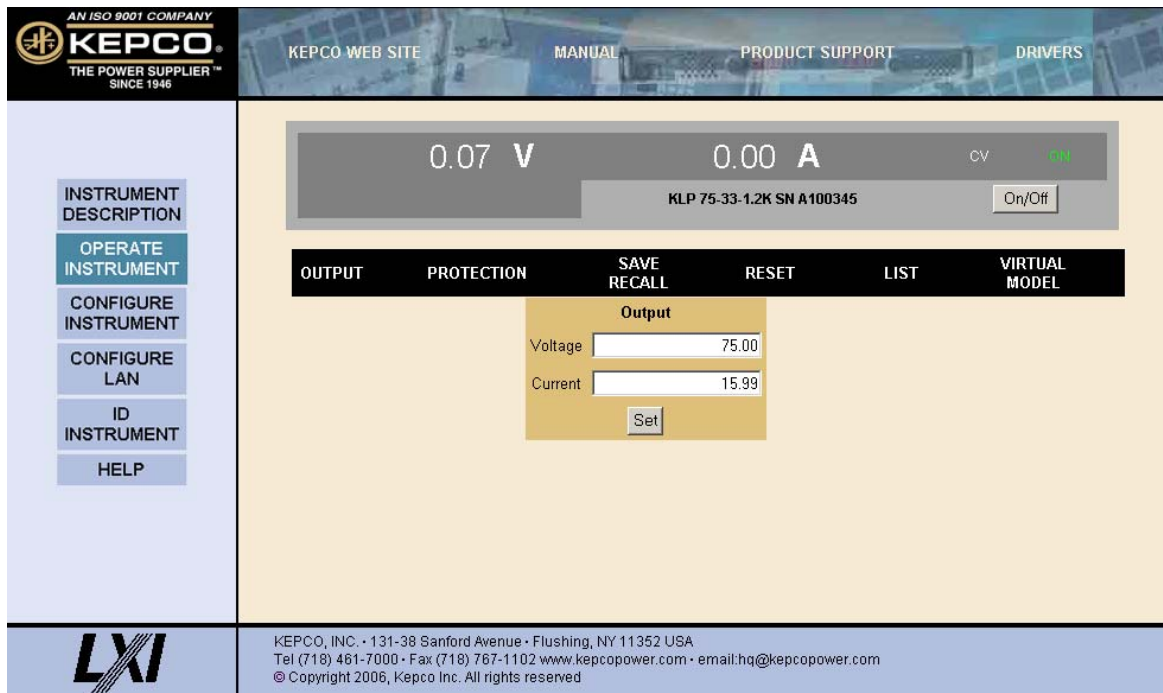 AN ISO 9001 COMPANY
KEPCO®
THE POWER SUPPLIER™
SINCE 1946
KEPCO WEB SITE
MANUAL
PRODUCT SUPPORT
DRIVERS
INSTRUMENT
DESCRIPTION
OPERATE
INSTRUMENT
CONFIGURE
INSTRUMENT
CONFIGURE
LAN
ID
INSTRUMENT
HELP
0.07 V
0.00 A
CV
ON
KLP 75-33-1.2K SN A100345
On/Off
OUTPUT
PROTECTION
SAVE
RECALL
RESET
LIST
VIRTUAL
MODEL
Output
Voltage 75.00
Current 15.99
Set
LXI
KEPCO, INC. • 131-38 Sanford Avenue • Flushing, NY 11352 USA
Tel (718) 461-7000 • Fax (718) 767-1102 www.kepcopower.com • email:hq@kepcopower.com
© Copyright 2006, Kepco Inc. All rights reserved